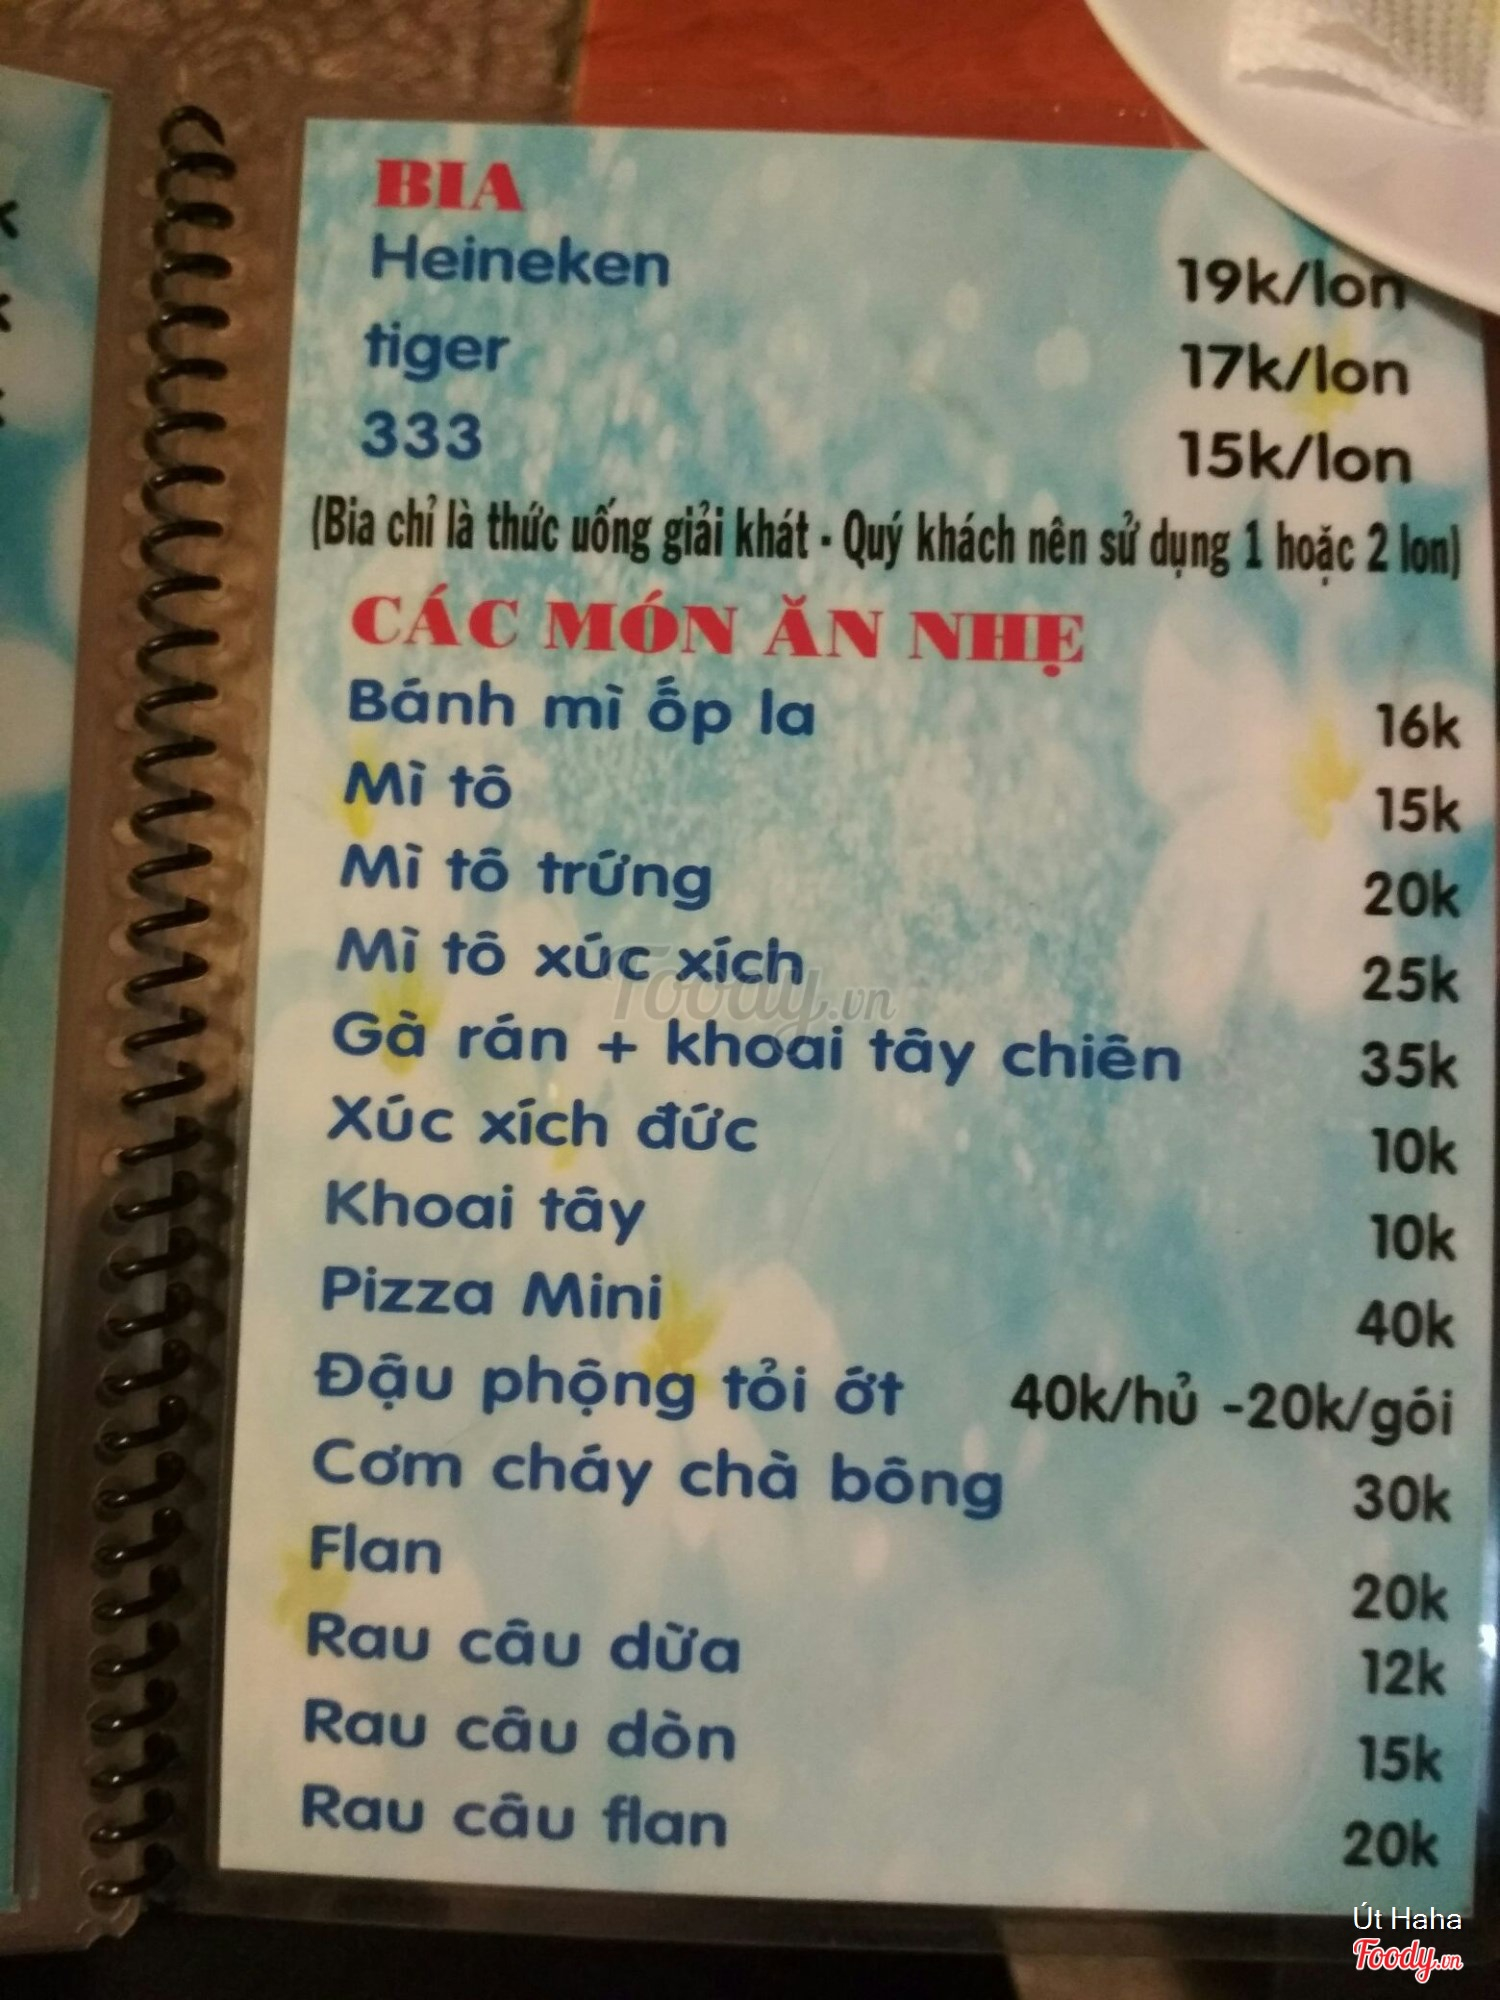 BIA
Heineken 19k/lon
tiger 17k/lon
333 15k/lon
(Bia chỉ là thức uống giải khát - Quý khách nên sử dụng 1 hoặc 2 lon)
CÁC MÓN ĂN NHẸ
Bánh mì ốp la 16k
Mì tô 15k
Mì tô trứng 20k
Mì tô xúc xích 25k
Gà rán + khoai tây chiên 35k
Xúc xích đức 10k
Khoai tây 10k
Pizza Mini 40k
Đậu phộng tỏi ớt 40k/hủ -20k/gói
Cơm cháy chà bông 30k
Flan 20k
Rau câu dừa 12k
Rau câu dòn 15k
Rau câu flan 20k
Foody.vn
Út Haha
Foody.vn